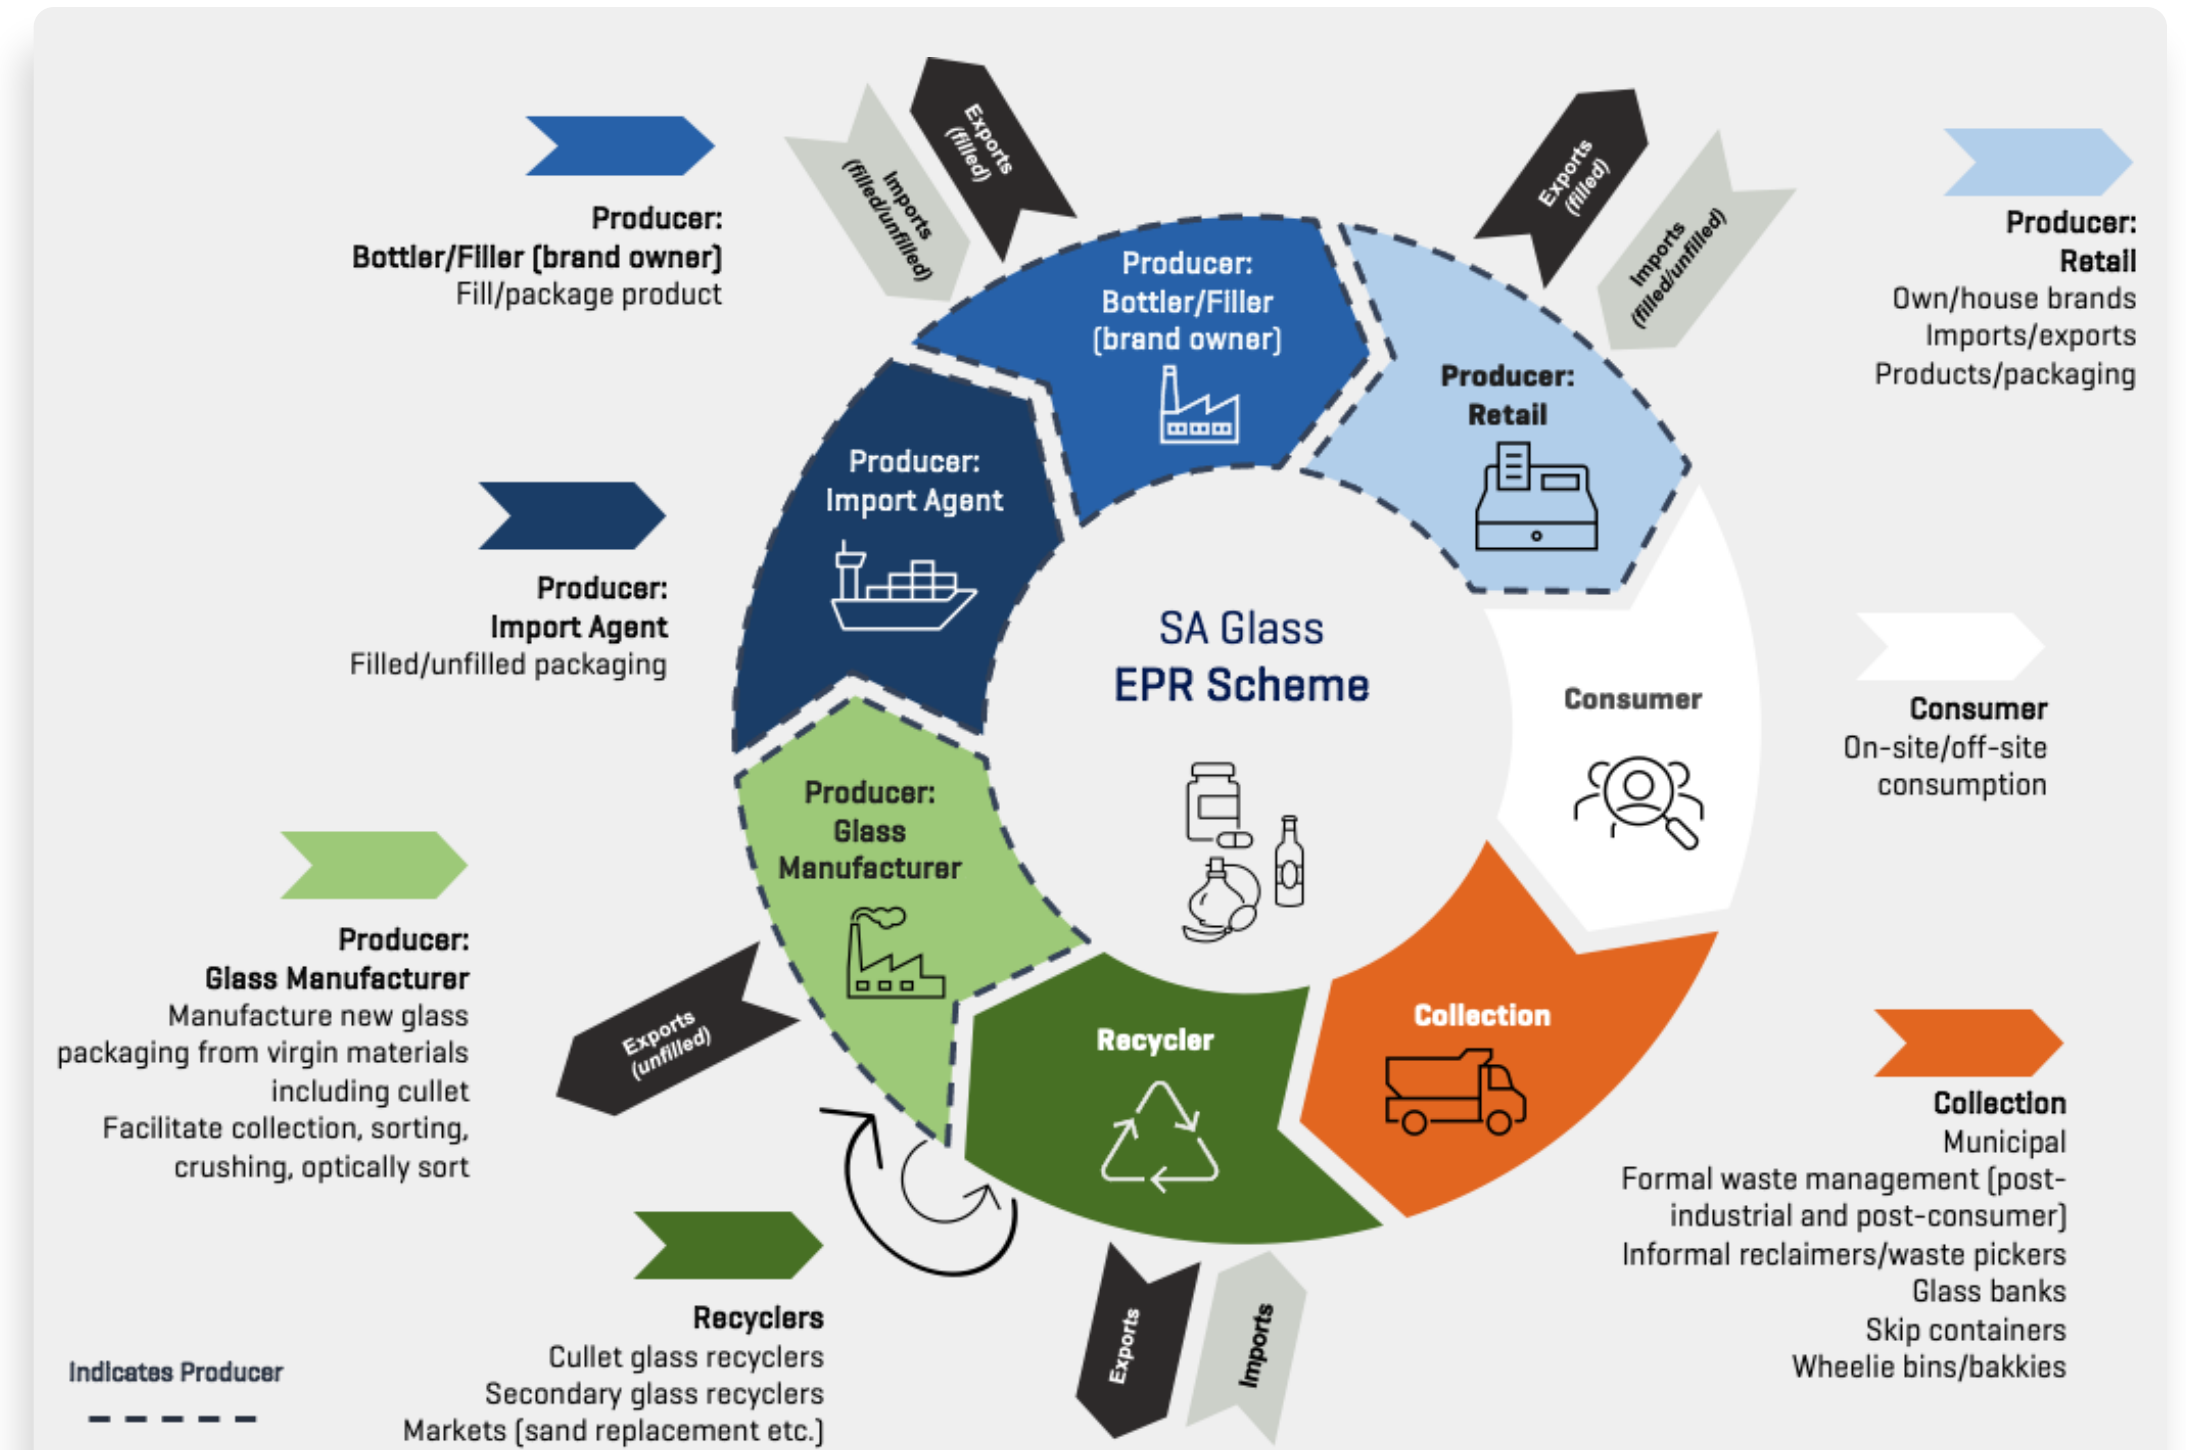 Producer:
Bottler/Filler (brand owner)
Fill/package product
Producer:
Import Agent
Filled/unfilled packaging
Producer:
Glass Manufacturer
Manufacture new glass
packaging from virgin materials
including cullet
Facilitate collection, sorting,
crushing, optically sort
Recyclers
Cullet glass recyclers
Secondary glass recyclers
Markets (sand replacement etc.)
Indicates Producer
Imports
(filled/unfilled)
Exports
(filled)
Producer:
Bottler/Filler
(brand owner)
Exports
(filled)
Imports
(filled/unfilled)
Producer:
Retail
Producer:
Import Agent
SA Glass
EPR Scheme
Consumer
Producer:
Glass
Manufacturer
Exports
(unfilled)
Recycler
Collection
Exports
Imports
Producer:
Retail
Own/house brands
Imports/exports
Products/packaging
Consumer
On-site/off-site
consumption
Collection
Municipal
Formal waste management (post-
industrial and post-consumer)
Informal reclaimers/waste pickers
Glass banks
Skip containers
Wheelie bins/bakkies